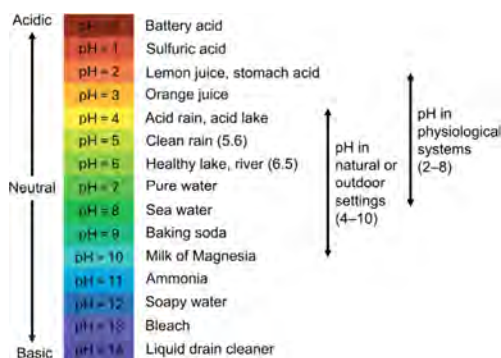 Acidic
Battery acid
pH = 1 Sulfuric acid
pH = 2 Lemon juice, stomach acid
pH = 3 Orange juice
pH = 4 Acid rain, acid lake
pH = 5 Clean rain (5.6)
pH = 6 Healthy lake, river (6.5)
Neutral pH = 7 Pure water
pH = 8 Sea water
pH = 9 Baking soda
pH = 10 Milk of Magnesia
pH = 11 Ammonia
pH = 12 Soapy water
pH = 13 Bleach
Basic pH = 14 Liquid drain cleaner
pH in
natural or
outdoor
settings
(4–10)
pH in
physiological
systems
(2–8)